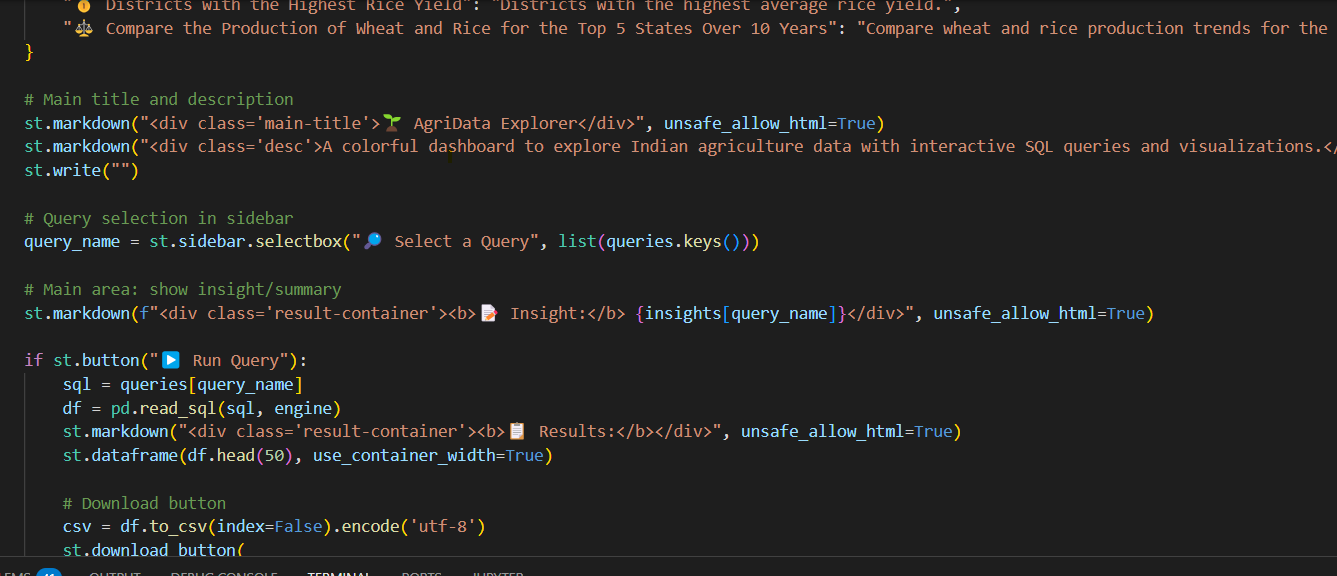 "🥇 Districts with the Highest Rice Yield": "Districts with the highest average rice yield.",
"⚖️ Compare the Production of Wheat and Rice for the Top 5 States Over 10 Years": "Compare wheat and rice production trends for the
}
# Main title and description
st.markdown("<div class='main-title'>🌱 AgriData Explorer</div>", unsafe_allow_html=True)
st.markdown("<div class='desc'>A colorful dashboard to explore Indian agriculture data with interactive SQL queries and visualizations.</
st.write("")
# Query selection in sidebar
query_name = st.sidebar.selectbox("🔎 Select a Query", list(queries.keys()))
# Main area: show insight/summary
st.markdown(f"<div class='result-container'><b>📝 Insight:</b> {insights[query_name]}</div>", unsafe_allow_html=True)
if st.button("▶️ Run Query"):
sql = queries[query_name]
df = pd.read_sql(sql, engine)
st.markdown("<div class='result-container'><b>📋 Results:</b></div>", unsafe_allow_html=True)
st.dataframe(df.head(50), use_container_width=True)
# Download button
csv = df.to_csv(index=False).encode('utf-8')
st.download_button(
OUTPUT DEBUG CONSOLE TERMINAL PORTS JUPYTER